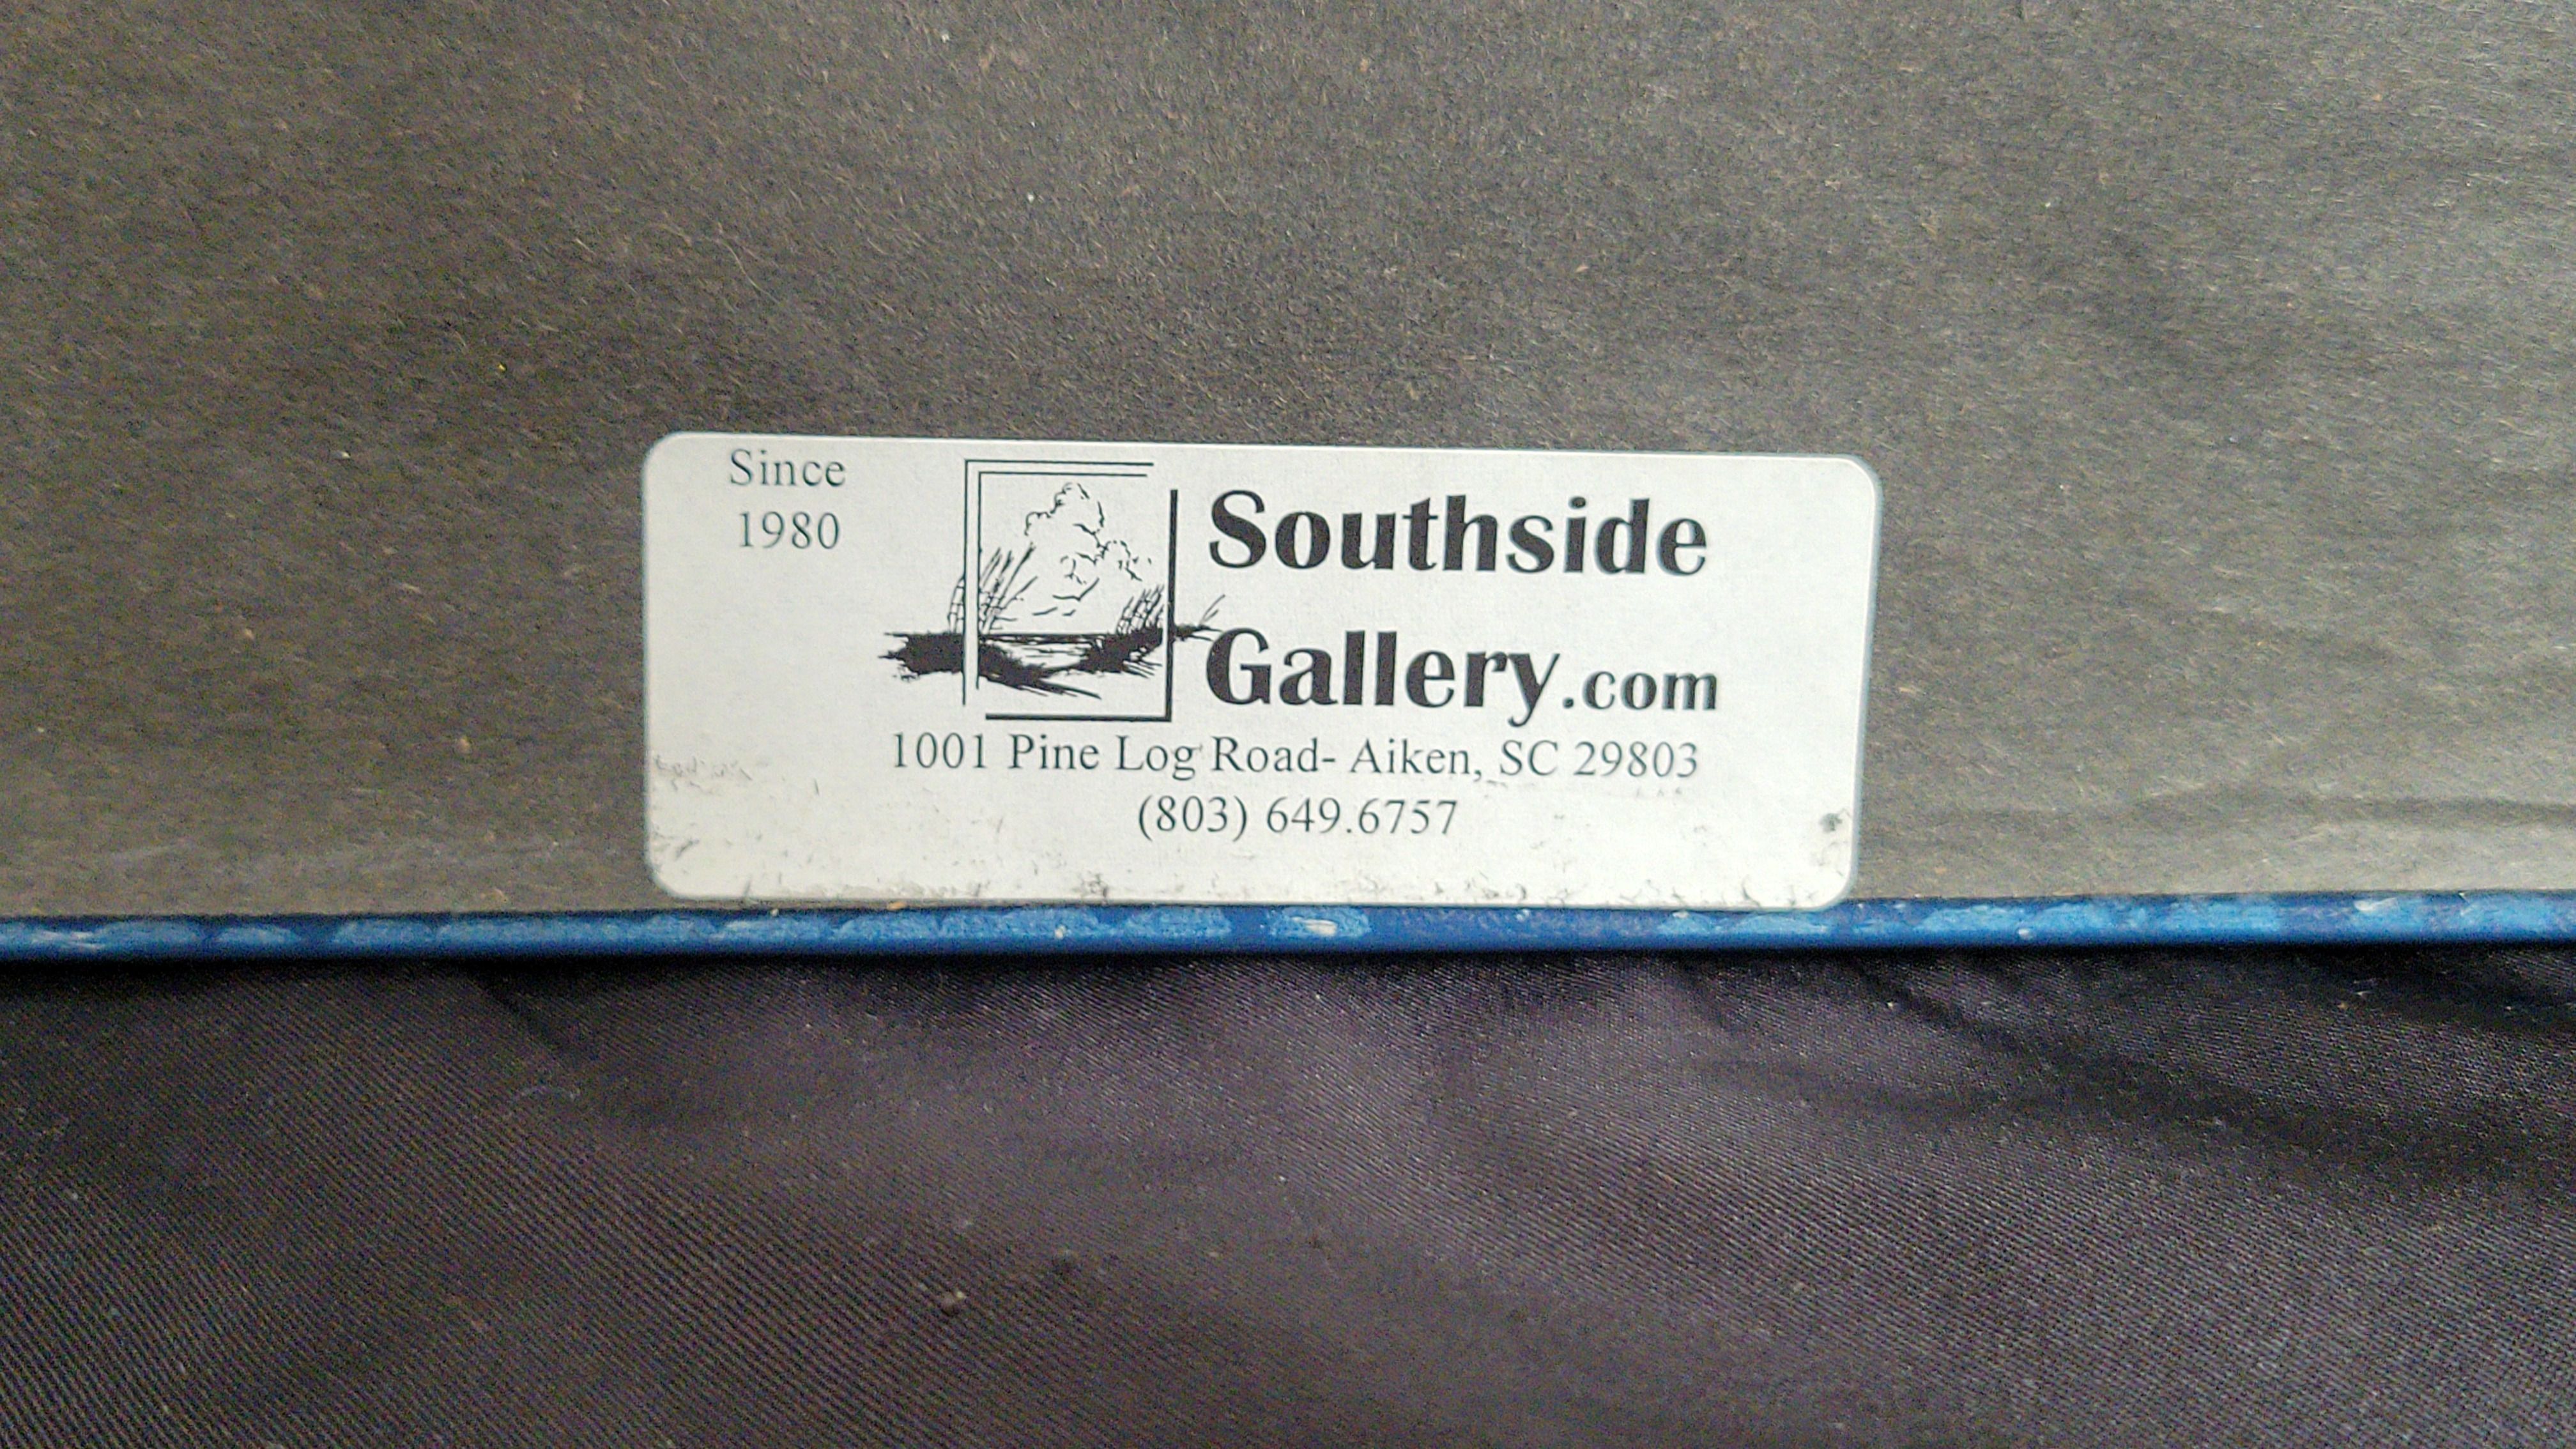 Since
1980
Southside
Gallery.com
1001 Pine Log Road- Aiken, SC 29803
(803) 649.6757